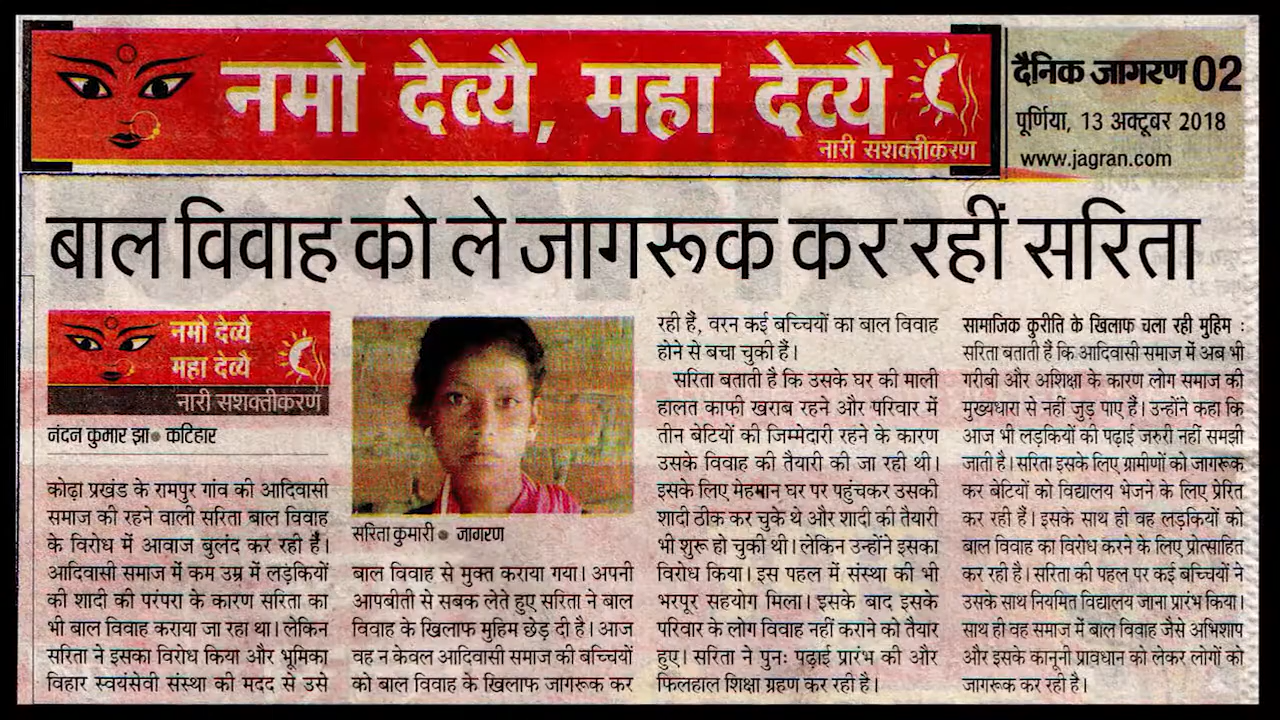 नमो देव्यै, महा देव्यै
नारी सशक्तीकरण
दैनिक जागरण 02
पूर्णिया, 13 अक्टूबर 2018
www.jagran.com
बाल विवाह को ले जागरूक कर रहीं सरिता
नमो देव्यै
महा देव्यै
नारी सशक्तीकरण
नंदन कुमार झा ● कटिहार
कोढ़ा प्रखंड के रामपुर गांव की आदिवासी
समाज की रहने वाली सरिता बाल विवाह
के विरोध में आवाज बुलंद कर रही हैं।
आदिवासी समाज में कम उम्र में लड़कियों
की शादी की परंपरा के कारण सरिता का
भी बाल विवाह कराया जा रहा था। लेकिन
सरिता ने इसका विरोध किया और भूमिका
विहार स्वयंसेवी संस्था की मदद से उसे
सरिता कुमारी ● जागरण
बाल विवाह से मुक्त कराया गया। अपनी
आपबीती से सबक लेते हुए सरिता ने बाल
विवाह के खिलाफ मुहिम छेड़ दी है। आज
वह न केवल आदिवासी समाज की बच्चियों
को बाल विवाह के खिलाफ जागरूक कर
रही हैं, वरन कई बच्चियों का बाल विवाह
होने से बचा चुकी हैं।
सरिता बताती है कि उसके घर की माली
हालत काफी खराब रहने और परिवार में
तीन बेटियों की जिम्मेदारी रहने के कारण
उसके विवाह की तैयारी की जा रही थी।
इसके लिए मेहमान घर पर पहुंचकर उसकी
शादी ठीक कर चुके थे और शादी की तैयारी
भी शुरू हो चुकी थी। लेकिन उन्होंने इसका
विरोध किया। इस पहल में संस्था की भी
भरपूर सहयोग मिला। इसके बाद इसके
परिवार के लोग विवाह नहीं कराने को तैयार
हुए। सरिता ने पुनः पढ़ाई प्रारंभ की और
फिलहाल शिक्षा ग्रहण कर रही है।
सामाजिक कुरीति के खिलाफ चला रही मुहिम :
सरिता बताती हैं कि आदिवासी समाज में अब भी
गरीबी और अशिक्षा के कारण लोग समाज की
मुख्यधारा से नहीं जुड़ पाए हैं। उन्होंने कहा कि
आज भी लड़कियों की पढ़ाई जरुरी नहीं समझी
जाती है। सरिता इसके लिए ग्रामीणों को जागरूक
कर बेटियों को विद्यालय भेजने के लिए प्रेरित
कर रही हैं। इसके साथ ही वह लड़कियों को
बाल विवाह का विरोध करने के लिए प्रोत्साहित
कर रही है। सरिता की पहल पर कई बच्चियों ने
उसके साथ नियमित विद्यालय जाना प्रारंभ किया।
साथ ही वह समाज में बाल विवाह जैसे अभिशाप
और इसके कानूनी प्रावधान को लेकर लोगों को
जागरूक कर रही है।